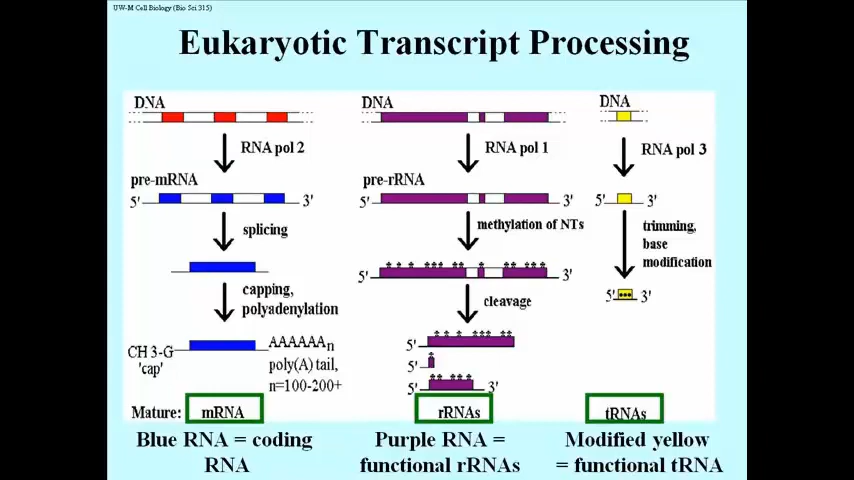 UW-M Cell Biology (Bio Sci 315)
Eukaryotic Transcript Processing
DNA
RNA pol 2
pre-mRNA
5' 3'
splicing
capping,
polyadenylation
CH 3-G
'cap'
AAAAAAn
poly(A) tail,
n=100-200+
DNA
RNA pol 1
pre-rRNA
5' 3'
methylation of NTs
5' 3'
cleavage
5'
5'
5' 3'
DNA
RNA pol 3
5' 3'
trimming,
base
modification
5' 3'
Mature: mRNA rRNAs tRNAs
Blue RNA = coding
RNA
Purple RNA =
functional rRNAs
Modified yellow
= functional tRNA